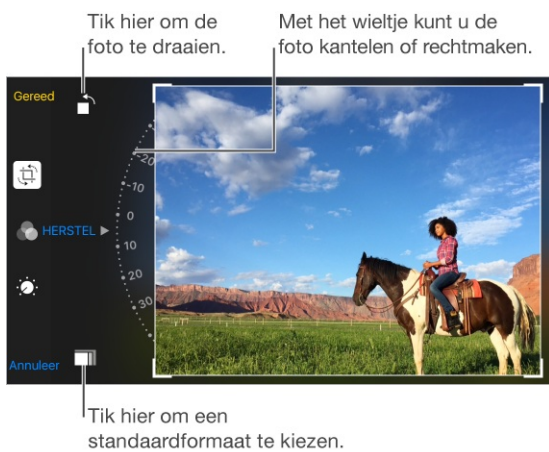 Tik hier om de
foto te draaien.
Met het wieltje kunt u de
foto kantelen of rechtmaken.
Gereed
-20
-10
0
HERSTEL
10
20
30
Annuleer
Tik hier om een
standaardformaat te kiezen.